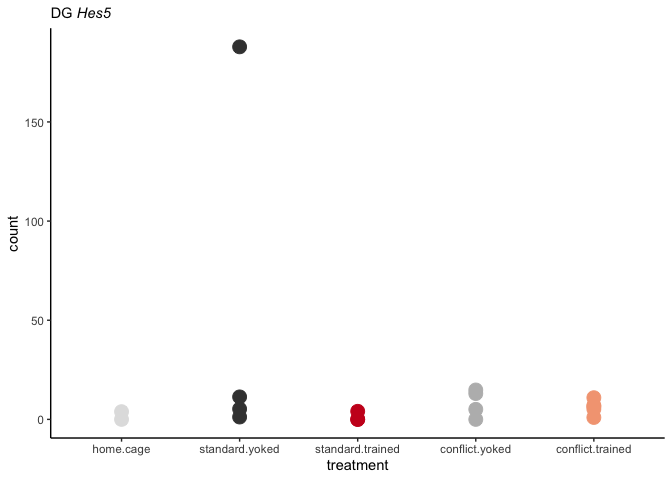 DG Hes5
count
150
100
50
0
home.cage standard.yoked standard.trained conflict.yoked conflict.trained
treatment